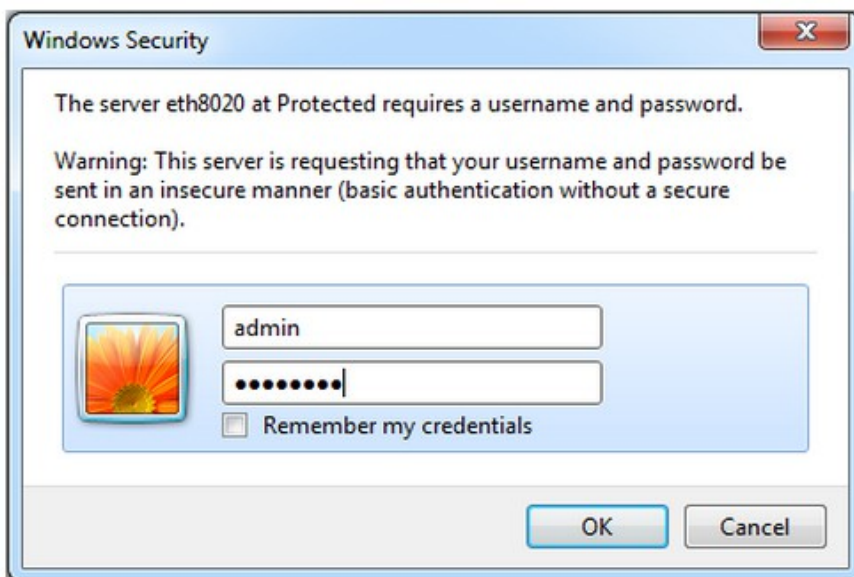 Windows Security
The server eth8020 at Protected requires a username and password.
Warning: This server is requesting that your username and password be
sent in an insecure manner (basic authentication without a secure
connection).
admin
••••••••
Remember my credentials
OK
Cancel